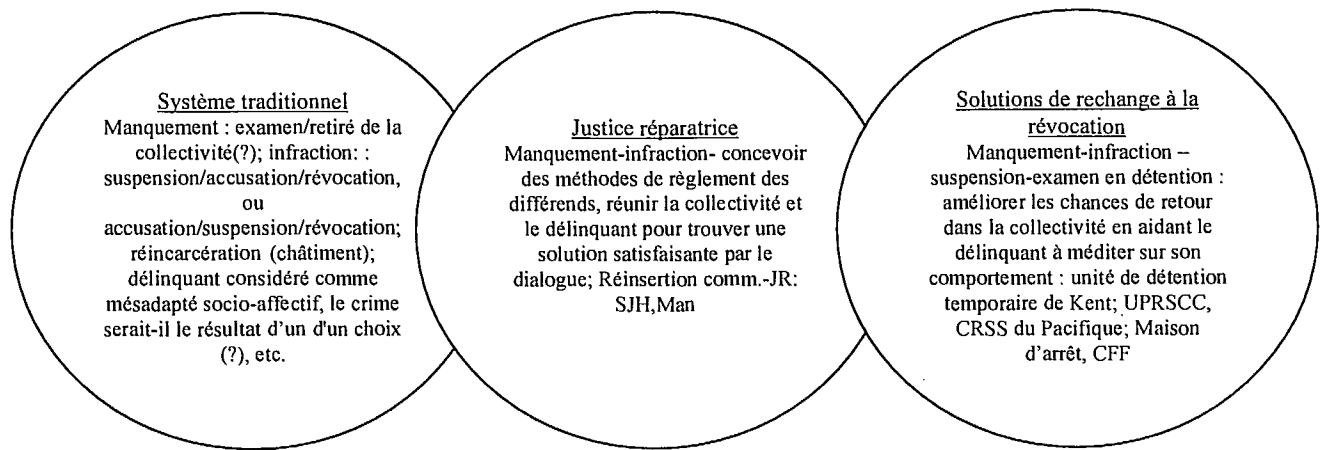 Système traditionnel
Manquement : examen/retiré de la
collectivité(?); infraction: :
suspension/accusation/révocation,
ou
accusation/suspension/révocation;
réincarcération (châtiment);
délinquant considéré comme
mésadapté socio-affectif, le crime
serait-il le résultat d'un d'un choix
(?), etc.
Justice réparatrice
Manquement-infraction- concevoir
des méthodes de règlement des
différends, réunir la collectivité et
le délinquant pour trouver une
solution satisfaisante par le
dialogue; Réinsertion comm.-JR:
SJH,Man
Solutions de rechange à la
révocation
Manquement-infraction –
suspension-examen en détention :
améliorer les chances de retour
dans la collectivité en aidant le
délinquant à méditer sur son
comportement : unité de détention
temporaire de Kent; UPRSCC,
CRSS du Pacifique; Maison
d'arrêt, CFF